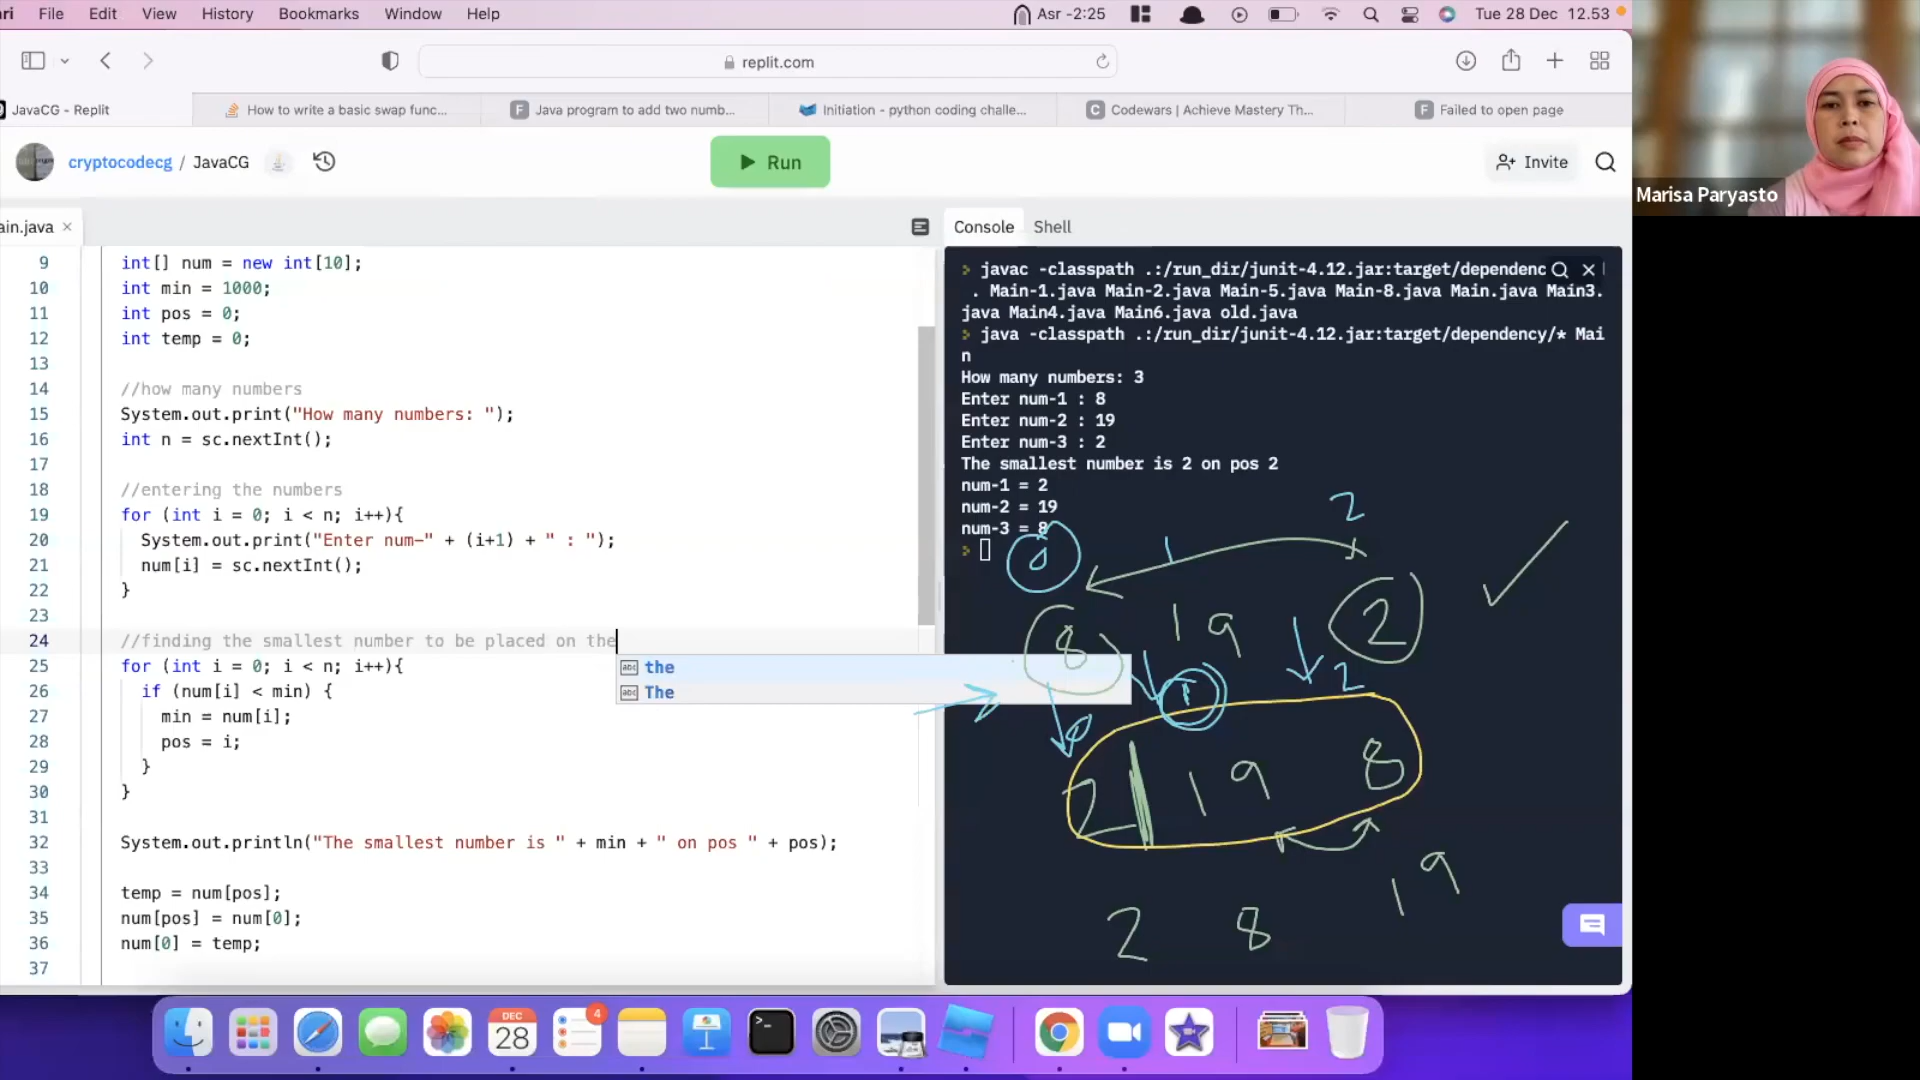 ri File Edit View History Bookmarks Window Help Asr -2:25 Tue 28 Dec 12.53
replit.com
JavaCG - Replit How to write a basic swap func... Java program to add two numb... Initiation - python coding challe... Codewars | Achieve Mastery Th... Failed to open page
cryptocodecg / JavaCG Run Invite
Marisa Paryasto
ain.java × Console Shell
9 int[] num = new int[10];
10 int min = 1000;
11 int pos = 0;
12 int temp = 0;
13
14 //how many numbers
15 System.out.print("How many numbers: ");
16 int n = sc.nextInt();
17
18 //entering the numbers
19 for (int i = 0; i < n; i++){
20 System.out.print("Enter num-" + (i+1) + " : ");
21 num[i] = sc.nextInt();
22 }
23
24 //finding the smallest number to be placed on the
25 for (int i = 0; i < n; i++){
26 if (num[i] < min) {
27 min = num[i];
28 pos = i;
29 }
30 }
31
32 System.out.println("The smallest number is " + min + " on pos " + pos);
33
34 temp = num[pos];
35 num[pos] = num[0];
36 num[0] = temp;
37
the
The
javac -classpath .:/run_dir/junit-4.12.jar:target/dependenc
. Main-1.java Main-2.java Main-5.java Main-8.java Main.java Main3.
java Main4.java Main6.java old.java
java -classpath .:/run_dir/junit-4.12.jar:target/dependency/* Mai
n
How many numbers: 3
Enter num-1 : 8
Enter num-2 : 19
Enter num-3 : 2
The smallest number is 2 on pos 2
num-1 = 2
num-2 = 19
num-3 = 8
0 1 2
8 19 2
0 1 2
2 19 8
2 8 19
DEC
28
4